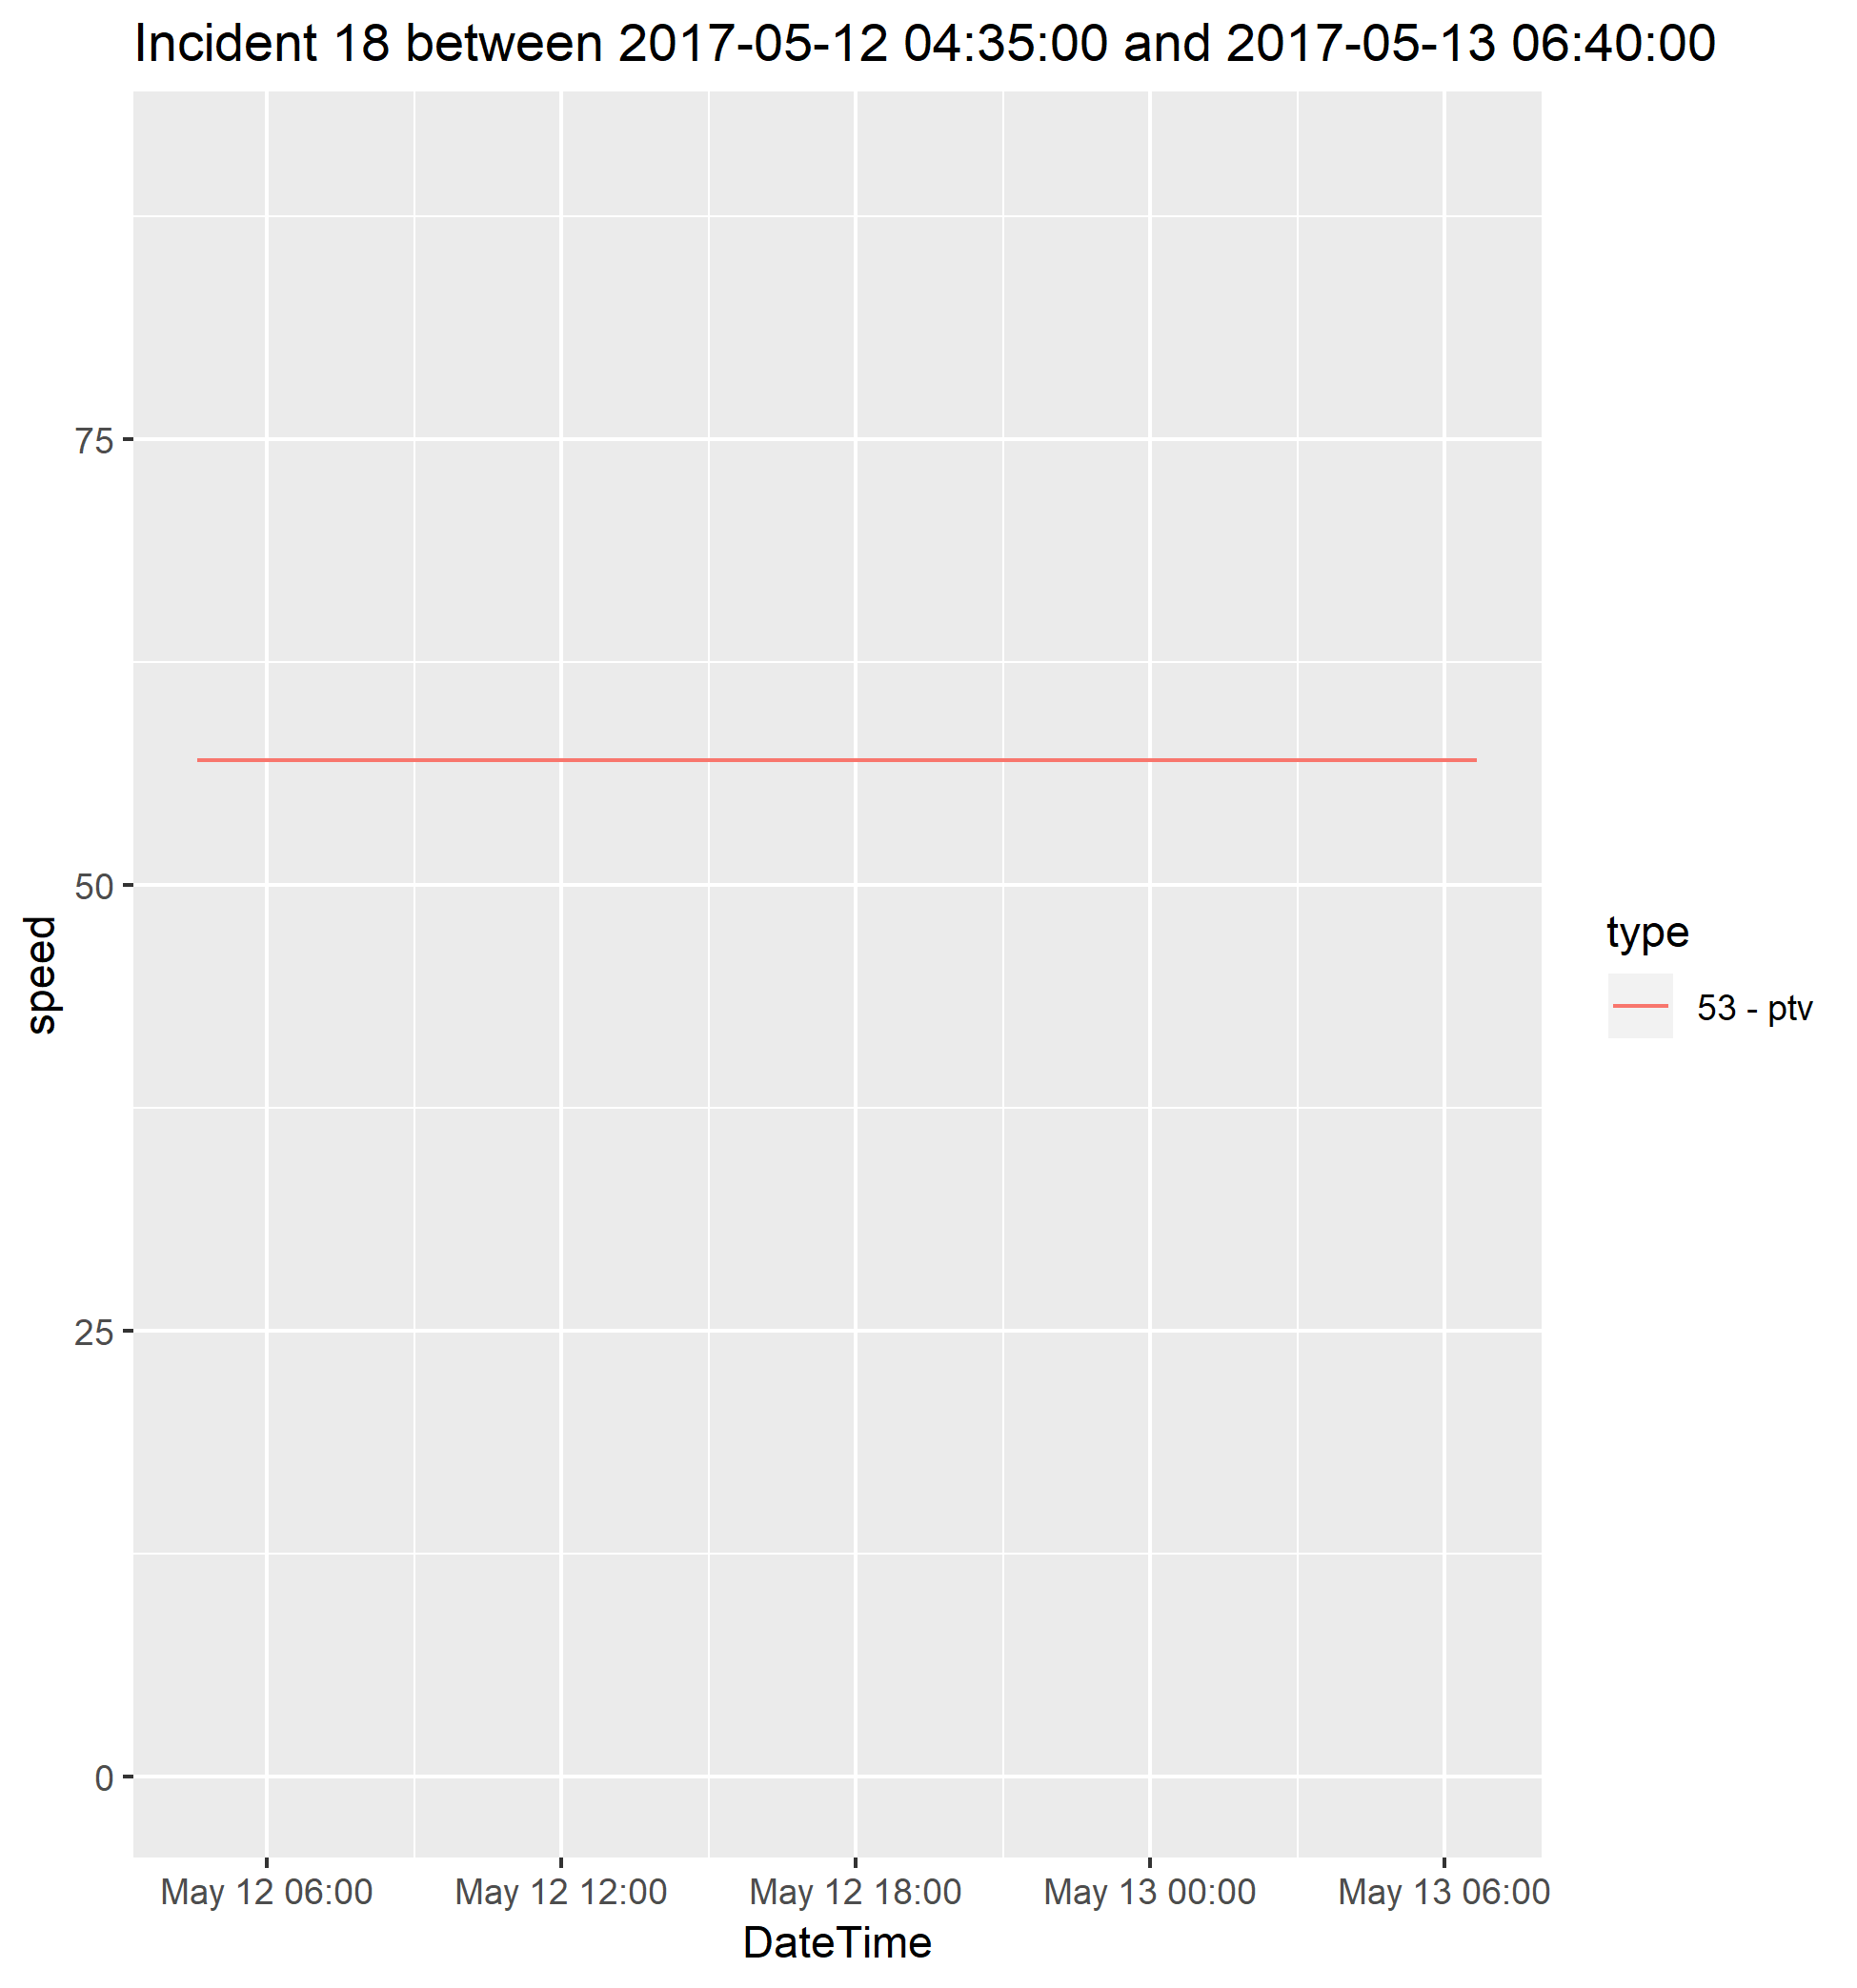 Incident 18 between 2017-05-12 04:35:00 and 2017-05-13 06:40:00
75
50
25
0
speed
May 12 06:00 May 12 12:00 May 12 18:00 May 13 00:00 May 13 06:00
DateTime
type
53 - ptv